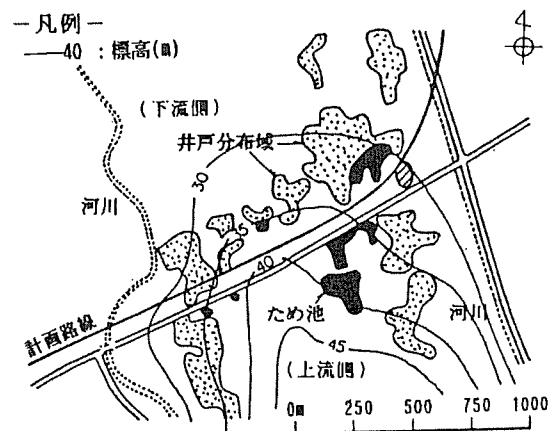 -凡例-
—40 : 標高(m)
4
(下流側)
井戸分布域
30
河川
35
40
計画路線
ため池
河川
45
(上流側)
0m 250 500 750 1000